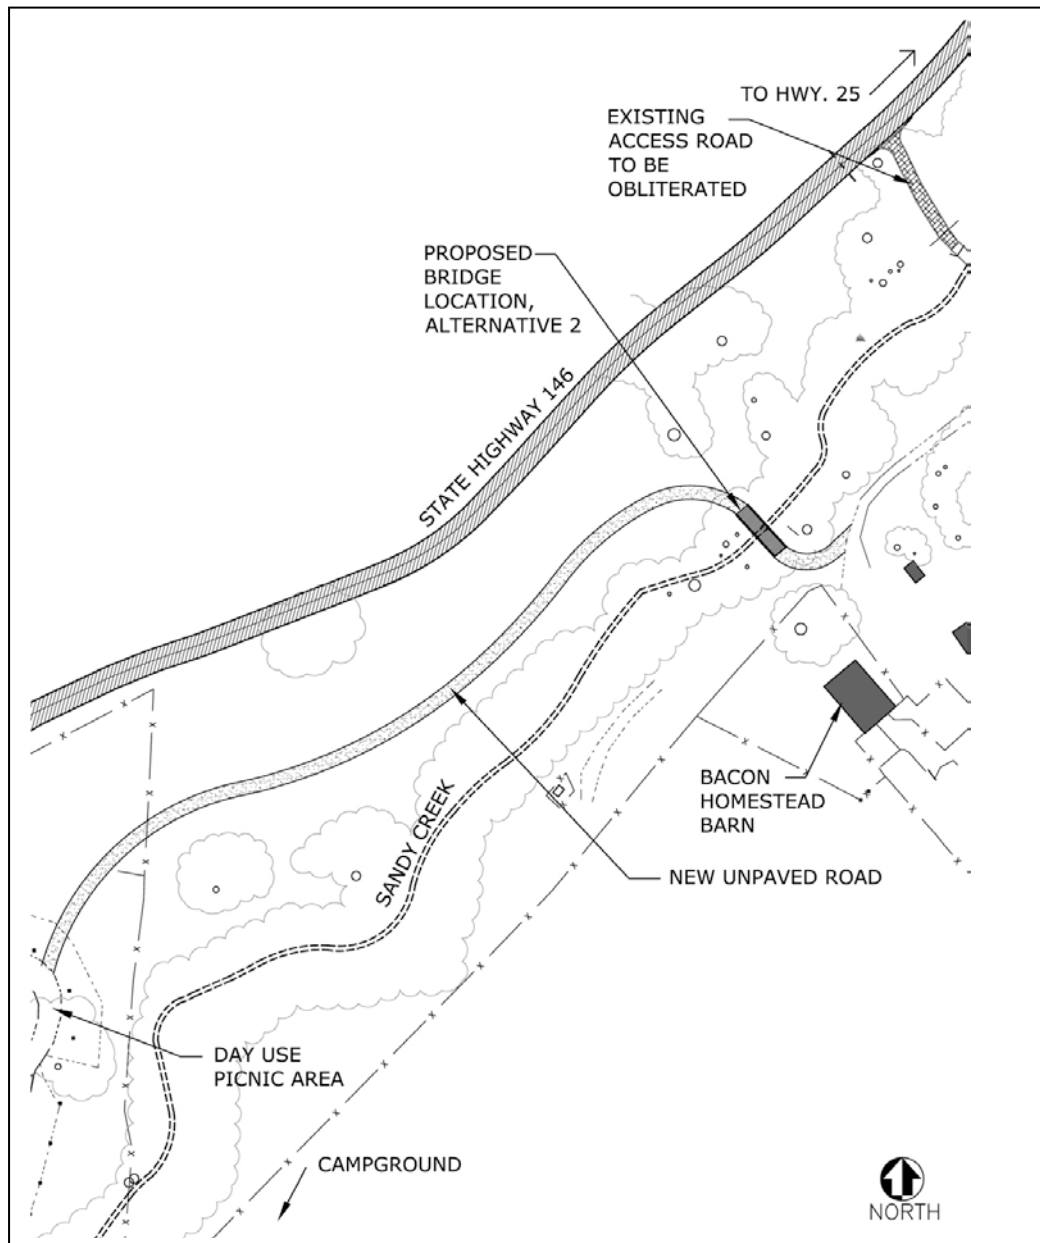 TO HWY. 25
EXISTING
ACCESS ROAD
TO BE
OBLITERATED
PROPOSED
BRIDGE
LOCATION,
ALTERNATIVE 2
STATE HIGHWAY 146
BACON
HOMESTEAD
BARN
SANDY CREEK
NEW UNPAVED ROAD
DAY USE
PICNIC AREA
CAMPGROUND
NORTH